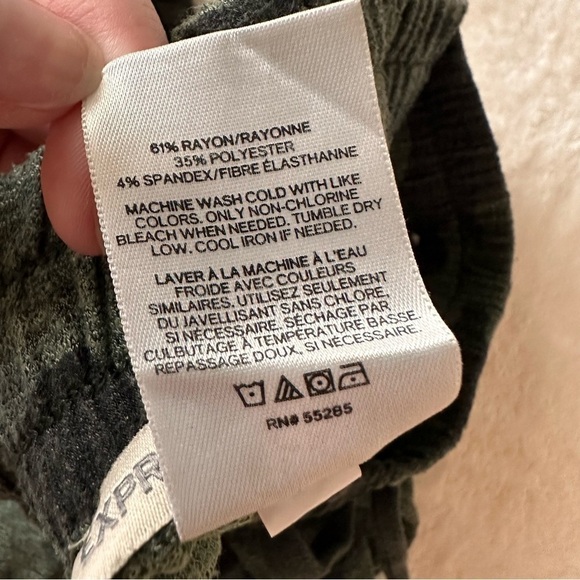 61% RAYON/RAYONNE
35% POLYESTER
4% SPANDEX/FIBRE ÉLASTHANNE
MACHINE WASH COLD WITH LIKE
COLORS. ONLY NON-CHLORINE
BLEACH WHEN NEEDED. TUMBLE DRY
LOW. COOL IRON IF NEEDED.
LAVER À LA MACHINE À L'EAU
FROIDE AVEC COULEURS
SIMILAIRES. UTILISEZ SEULEMENT
DU JAVELLISANT SANS CHLORE
SI NÉCESSAIRE. SÉCHAGE PAR
CULBUTAGE À TEMPÉRATURE BASSE.
REPASSAGE DOUX, SI NÉCESSAIRE.
RN# 55285
EXPR